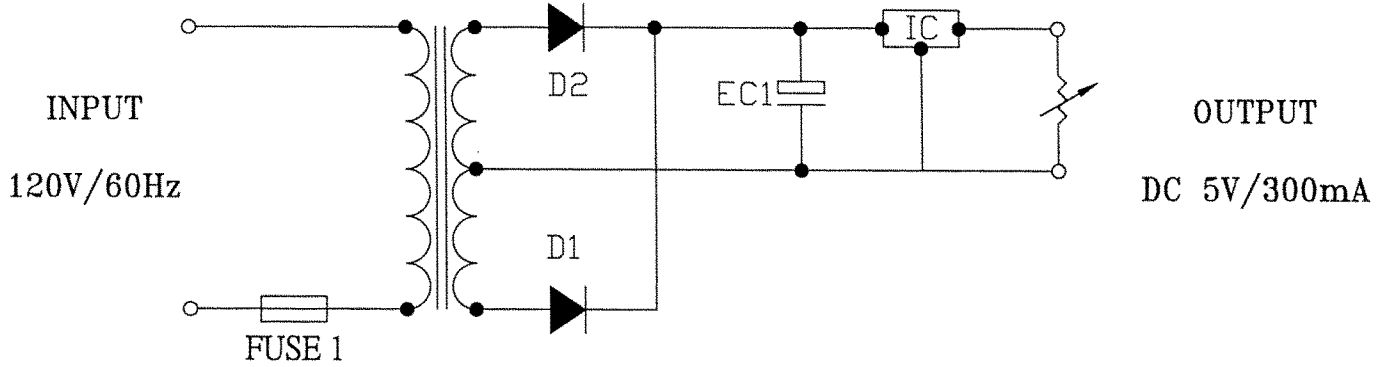 D2
IC
EC1
INPUT
120V/60Hz
OUTPUT
DC 5V/300mA
D1
FUSE 1